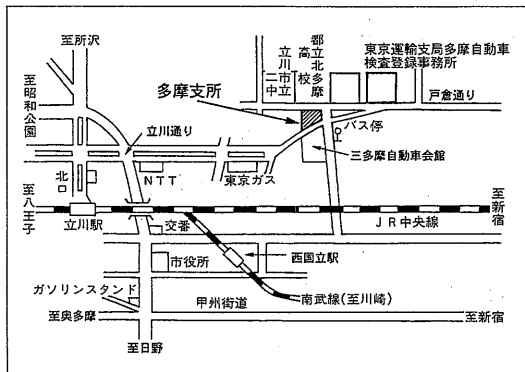 至所沢
都立北多摩
高校
立川市立
二中
東京運輸支局多摩自動車
検査登録事務所
多摩支所
戸倉通り
至昭和
公園
バス停
立川通り
三多摩自動車会館
北
口
NTT
東京ガス
至八王子
至新宿
立川駅
交番
JR中央線
市役所
西国立駅
ガソリンスタンド
甲州街道
南武線(至川崎)
至奥多摩
至新宿
至日野